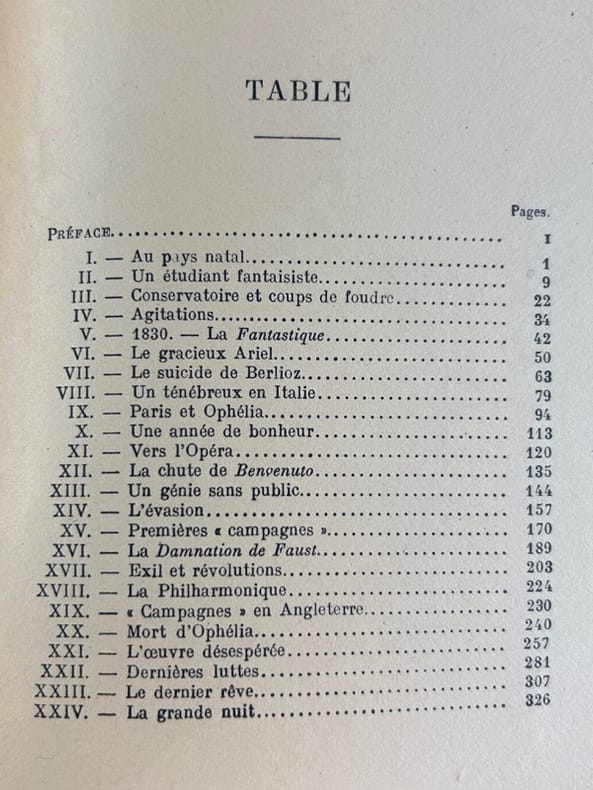 TABLE
Pages.
PRÉFACE.................................................. I
I. — Au pays natal................................. 1
II. — Un étudiant fantaisiste........................ 9
III. — Conservatoire et coups de foudre............. 22
IV. — Agitations.................................... 34
V. — 1830. — La Fantastique....................... 42
VI. — Le gracieux Ariel............................. 50
VII. — Le suicide de Berlioz......................... 63
VIII. — Un ténébreux en Italie........................ 79
IX. — Paris et Ophélia.............................. 94
X. — Une année de bonheur........................ 113
XI. — Vers l'Opéra.................................. 120
XII. — La chute de Benvenuto........................ 135
XIII. — Un génie sans public.......................... 144
XIV. — L'évasion..................................... 157
XV. — Premières « campagnes »...................... 170
XVI. — La Damnation de Faust........................ 189
XVII. — Exil et révolutions........................... 203
XVIII. — La Philharmonique............................ 224
XIX. — « Campagnes » en Angleterre.................. 230
XX. — Mort d'Ophélia................................ 240
XXI. — L'œuvre désespérée........................... 257
XXII. — Dernières luttes.............................. 281
XXIII. — Le dernier rêve............................... 307
XXIV. — La grande nuit................................ 326